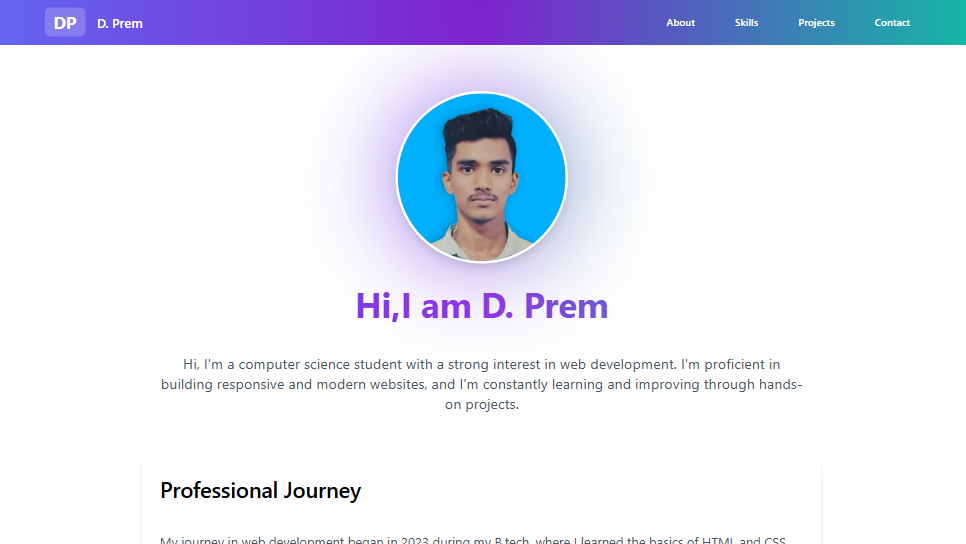 DP D. Prem About Skills Projects Contact
Hi,I am D. Prem
Hi, I'm a computer science student with a strong interest in web development. I'm proficient in
building responsive and modern websites, and I'm constantly learning and improving through hands-
on projects.
Professional Journey
My journey in web development began in 2023 during my B.tech, where I learned the basics of HTML and CSS.